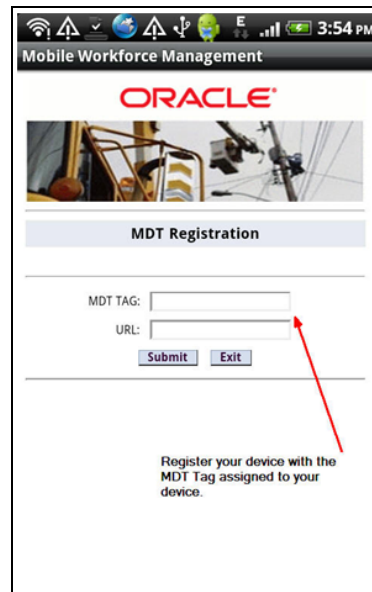 E 3:54 PM
Mobile Workforce Management
ORACLE®
MDT Registration
MDT TAG:
URL:
Submit Exit
Register your device with the
MDT Tag assigned to your
device.